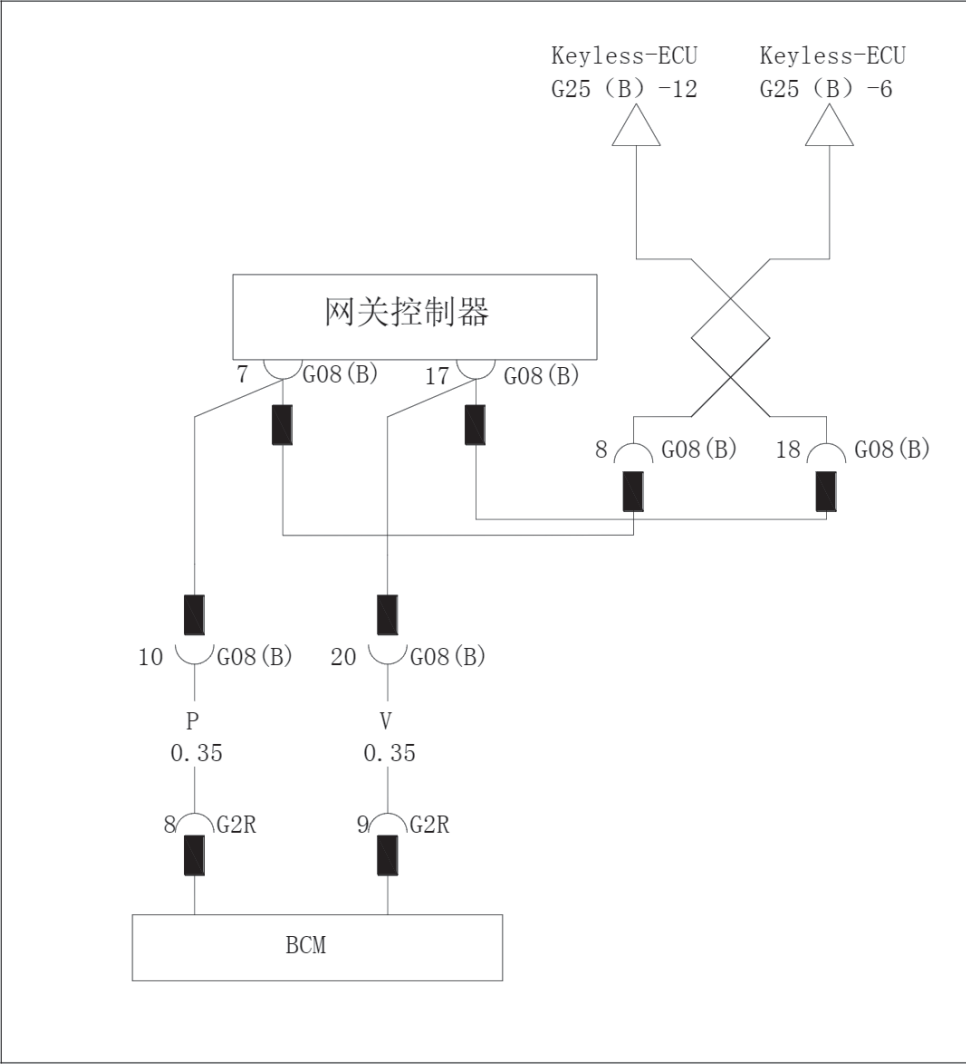 Keyless-ECU
G25（B）-12
Keyless-ECU
G25（B）-6
网关控制器
7
G08(B)
17
G08(B)
8
G08(B)
18
G08(B)
10
G08(B)
20
G08(B)
P
0.35
V
0.35
8
G2R
9
G2R
BCM